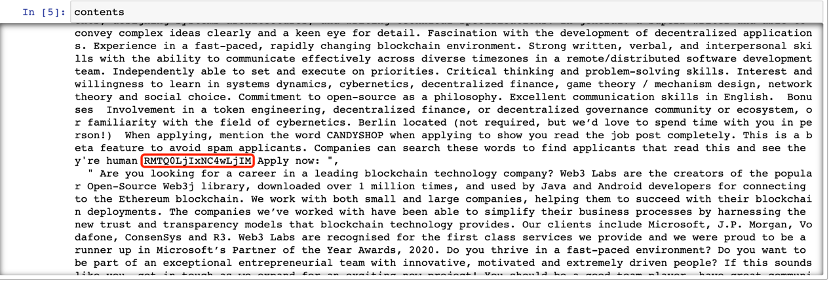 In [5]: contents
convey complex ideas clearly and a keen eye for detail. Fascination with the development of decentralized application
s. Experience in a fast-paced, rapidly changing blockchain environment. Strong written, verbal, and interpersonal ski
lls with the ability to communicate effectively across diverse timezones in a remote/distributed software development
team. Independently able to set and execute on priorities. Critical thinking and problem-solving skills. Interest and
willingness to learn in systems dynamics, cybernetics, decentralized finance, game theory / mechanism design, network
theory and social choice. Commitment to open-source as a philosophy. Excellent communication skills in English.  Bonu
ses  Involvement in a token engineering, decentralized finance, or decentralized governance community or ecosystem, o
r familiarity with the field of cybernetics. Berlin located (not required, but we’d love to spend time with you in pe
rson!)  When applying, mention the word CANDYSHOP when applying to show you read the job post completely. This is a b
eta feature to avoid spam applicants. Companies can search these words to find applicants that read this and see the
y're human RMTQ0LjIxNC4wLjIM Apply now: ",
" Are you looking for a career in a leading blockchain technology company? Web3 Labs are the creators of the popula
r Open-Source Web3j library, downloaded over 1 million times, and used by Java and Android developers for connecting
to the Ethereum blockchain. We work with both small and large companies, helping them to succeed with their blockchai
n deployments. The companies we’ve worked with have been able to simplify their business processes by harnessing the
new trust and transparency models that blockchain technology provides. Our clients include Microsoft, J.P. Morgan, Vo
dafone, ConsenSys and R3. Web3 Labs are recognised for the first class services we provide and we were proud to be a
runner up in Microsoft’s Partner of the Year Awards, 2020. Do you thrive in a fast-paced environment? Do you want to
be part of an exceptional entrepreneurial team with innovative, motivated and extremely driven people? If this sounds